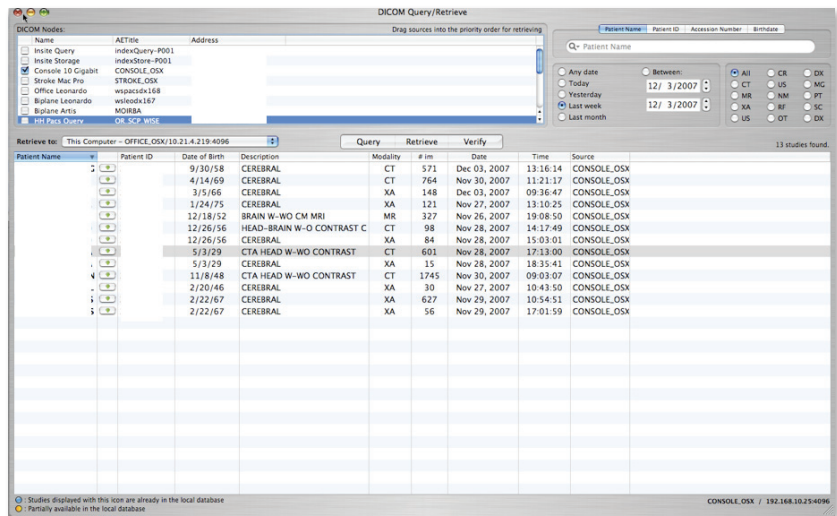 DICOM Query/Retrieve
DICOM Nodes: Drag sources into the priority order for retrieving
Name AETitle Address
Insite Query indexQuery-P001
Insite Storage indexStore-P001
Console 10 Gigabit CONSOLE_OSX
Stroke Mac Pro STROKE_OSX
Office Leonardo wspacsdx168
Biplane Leonardo wsleodx167
Biplane Artis MOIRBA
HH Pacs Query OR_SCP_WISE
Patient Name Patient ID Accession Number Birthdate
Patient Name
Any date Between: All CR DX
Today 12/ 3/2007 CT US MG
Yesterday MR NM PT
Last week 12/ 3/2007 XA RF SC
Last month US OT DX
Retrieve to: This Computer - OFFICE_OSX/10.21.4.219:4096 Query Retrieve Verify 13 studies found.
Patient Name Patient ID Date of Birth Description Modality # im Date Time Source
9/30/58 CEREBRAL CT 571 Dec 03, 2007 13:16:14 CONSOLE_OSX
4/14/69 CEREBRAL CT 764 Nov 30, 2007 11:21:17 CONSOLE_OSX
3/5/66 CEREBRAL XA 148 Dec 03, 2007 09:36:47 CONSOLE_OSX
1/24/75 CEREBRAL XA 121 Nov 27, 2007 13:10:25 CONSOLE_OSX
12/18/52 BRAIN W-WO CM MRI MR 327 Nov 26, 2007 19:08:50 CONSOLE_OSX
12/26/56 HEAD-BRAIN W-O CONTRAST C CT 98 Nov 28, 2007 14:17:49 CONSOLE_OSX
12/26/56 CEREBRAL XA 84 Nov 28, 2007 15:03:01 CONSOLE_OSX
5/3/29 CTA HEAD W-WO CONTRAST CT 601 Nov 28, 2007 17:13:00 CONSOLE_OSX
5/3/29 CEREBRAL XA 15 Nov 28, 2007 18:35:41 CONSOLE_OSX
11/8/48 CTA HEAD W-WO CONTRAST CT 1745 Nov 30, 2007 09:03:07 CONSOLE_OSX
2/20/46 CEREBRAL XA 30 Nov 27, 2007 10:43:50 CONSOLE_OSX
2/22/67 CEREBRAL XA 627 Nov 29, 2007 10:54:51 CONSOLE_OSX
2/22/67 CEREBRAL XA 56 Nov 29, 2007 17:01:59 CONSOLE_OSX
: Studies displayed with this icon are already in the local database
: Partially available in the local database
CONSOLE_OSX / 192.168.10.25:4096